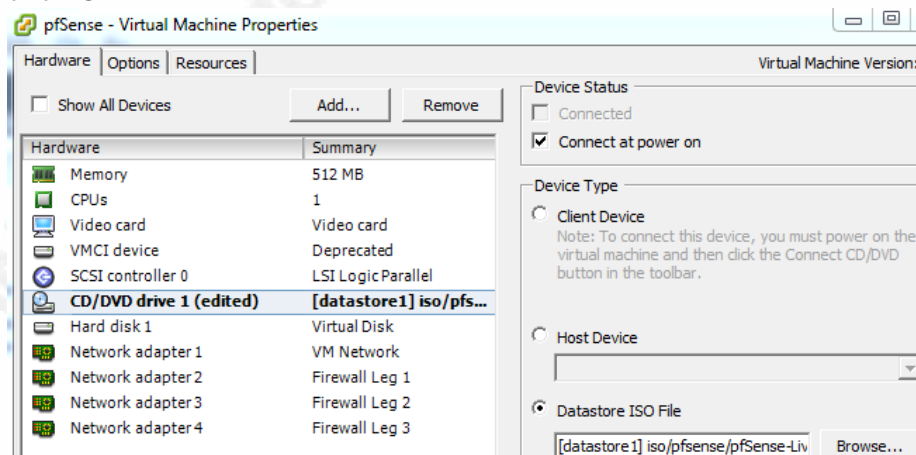 pfSense - Virtual Machine Properties
Hardware Options Resources
Virtual Machine Version:
Show All Devices
Add...
Remove
Hardware Summary
Memory 512 MB
CPUs 1
Video card Video card
VMCI device Deprecated
SCSI controller 0 LSI Logic Parallel
CD/DVD drive 1 (edited) [datastore1] iso/pfs...
Hard disk 1 Virtual Disk
Network adapter 1 VM Network
Network adapter 2 Firewall Leg 1
Network adapter 3 Firewall Leg 2
Network adapter 4 Firewall Leg 3
Device Status
Connected
Connect at power on
Device Type
Client Device
Note: To connect this device, you must power on the
virtual machine and then click the Connect CD/DVD
button in the toolbar.
Host Device
Datastore ISO File
[datastore1] iso/pfsense/pfSense-Liv
Browse...